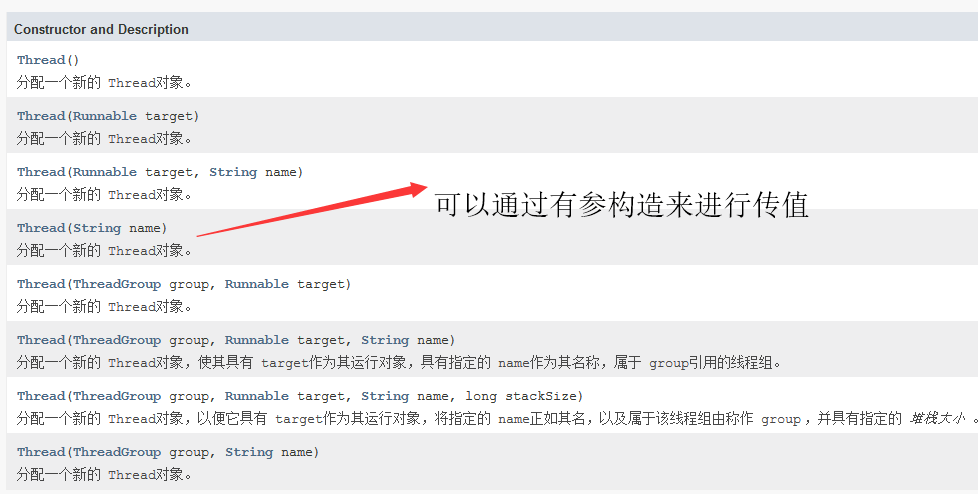 Constructor and Description
Thread()
分配一个新的 Thread对象。
Thread(Runnable target)
分配一个新的 Thread对象。
Thread(Runnable target, String name)
分配一个新的 Thread对象。
可以通过有参构造来进行传值
Thread(String name)
分配一个新的 Thread对象。
Thread(ThreadGroup group, Runnable target)
分配一个新的 Thread对象。
Thread(ThreadGroup group, Runnable target, String name)
分配一个新的 Thread对象，使其具有 target作为其运行对象，具有指定的 name作为其名称，属于 group引用的线程组。
Thread(ThreadGroup group, Runnable target, String name, long stackSize)
分配一个新的 Thread对象，以便它具有 target作为其运行对象，将指定的 name正如其名，以及属于该线程组由称作 group ，并具有指定的 堆栈大小 。
Thread(ThreadGroup group, String name)
分配一个新的 Thread对象。